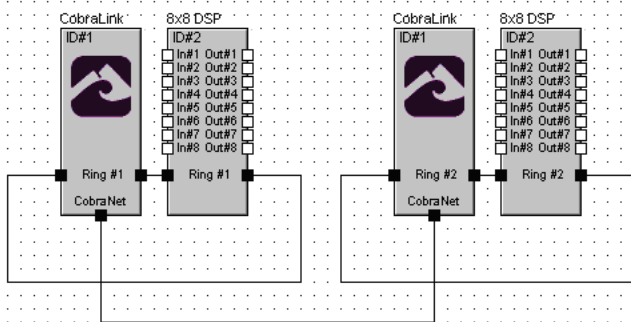 CobraLink 8x8 DSP CobraLink 8x8 DSP
ID#1 ID#2 ID#1 ID#2
In#1 Out#1 In#1 Out#1
In#2 Out#2 In#2 Out#2
In#3 Out#3 In#3 Out#3
In#4 Out#4 In#4 Out#4
In#5 Out#5 In#5 Out#5
In#6 Out#6 In#6 Out#6
In#7 Out#7 In#7 Out#7
In#8 Out#8 In#8 Out#8
Ring #1 Ring #1 Ring #2 Ring #2
CobraNet CobraNet